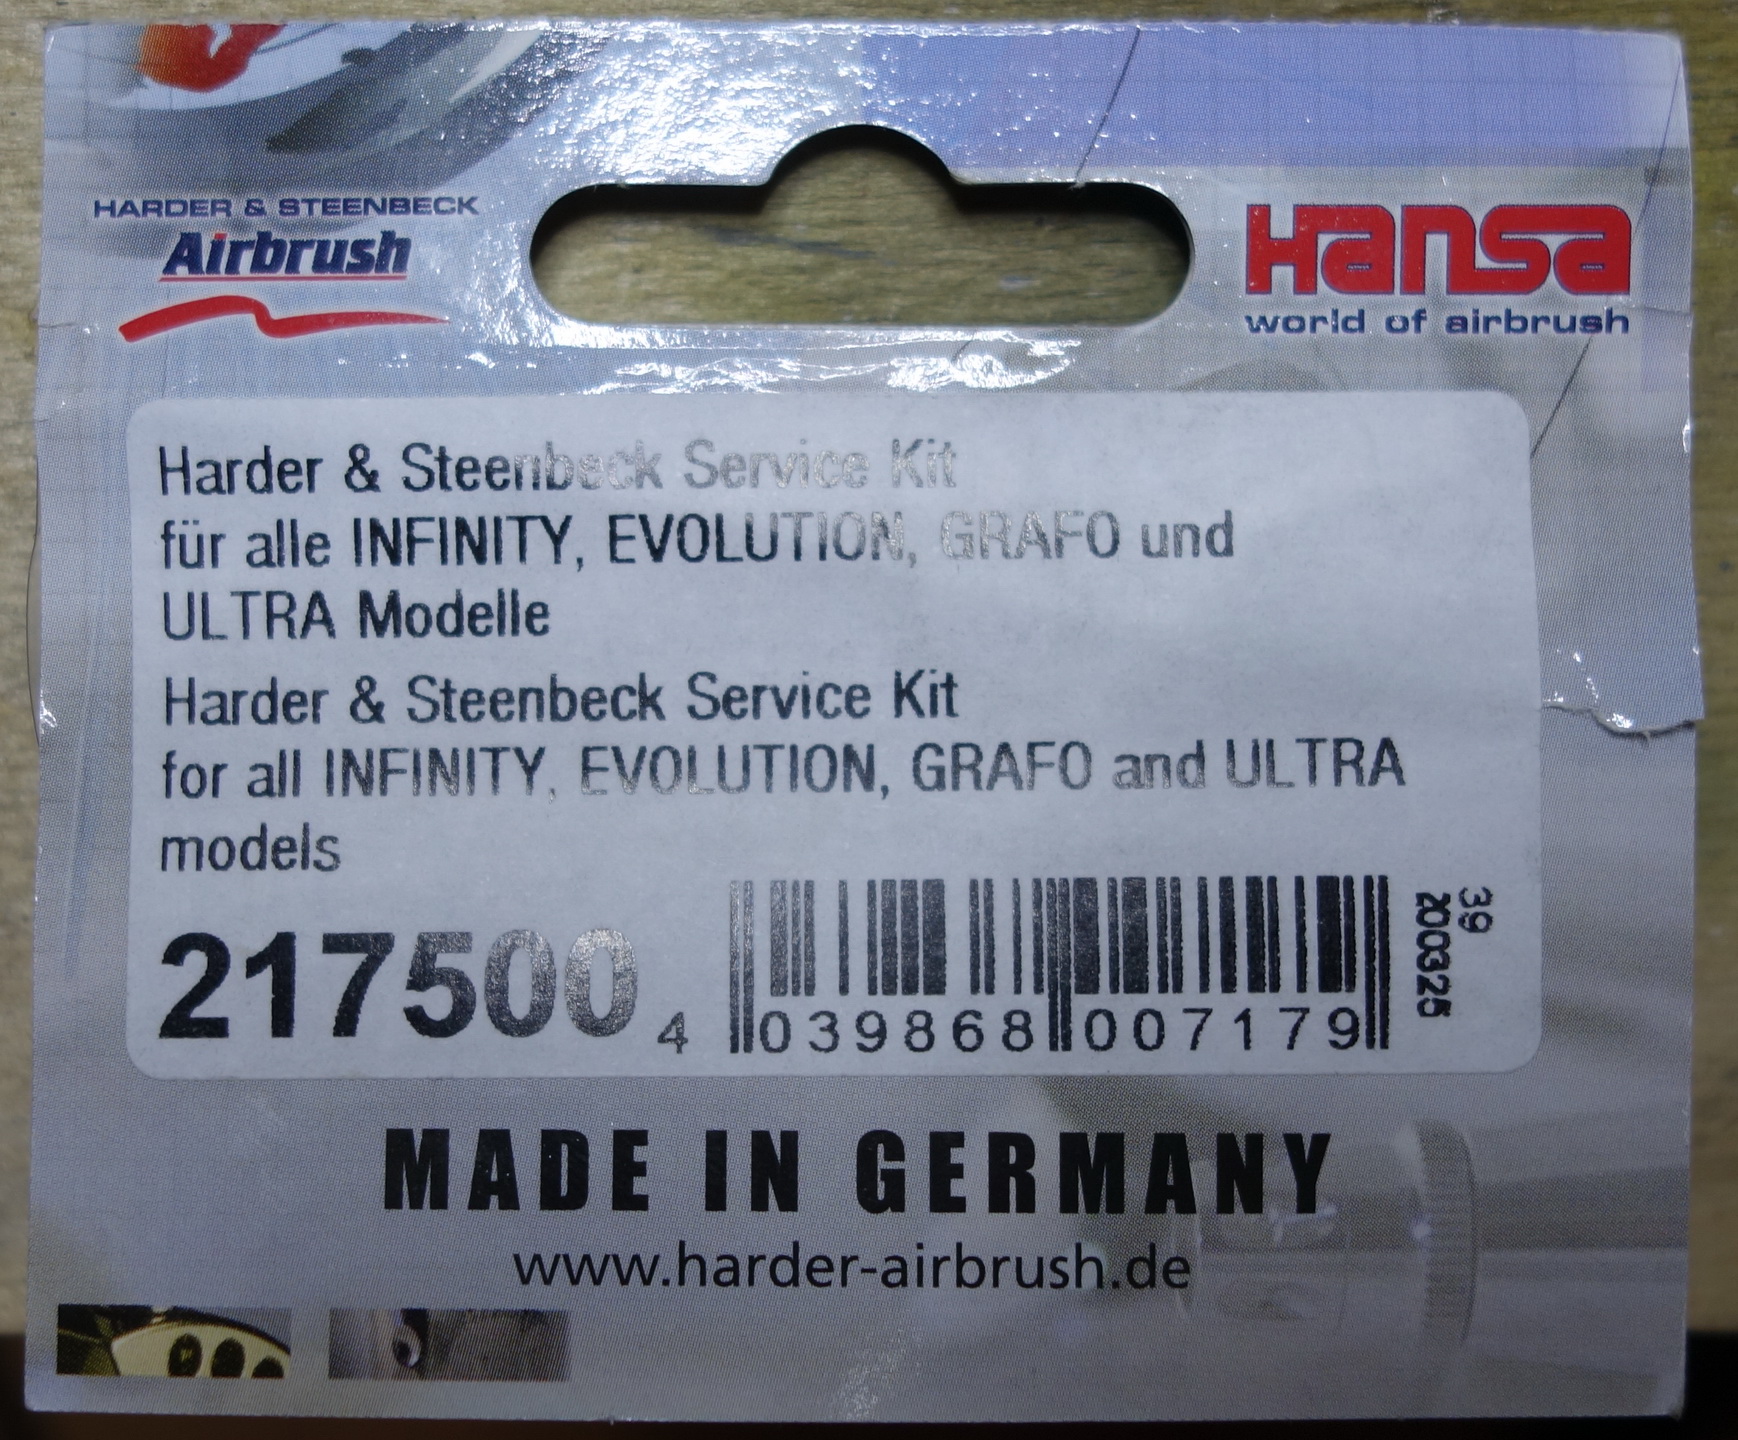 HARDER & STEENBECK
Airbrush
Hansa
world of airbrush
Harder & Steenbeck Service Kit
für alle INFINITY, EVOLUTION, GRAFO und
ULTRA Modelle
Harder & Steenbeck Service Kit
for all INFINITY, EVOLUTION, GRAFO and ULTRA
models
217500
4 039868 007179
39
200325
MADE IN GERMANY
www.harder-airbrush.de